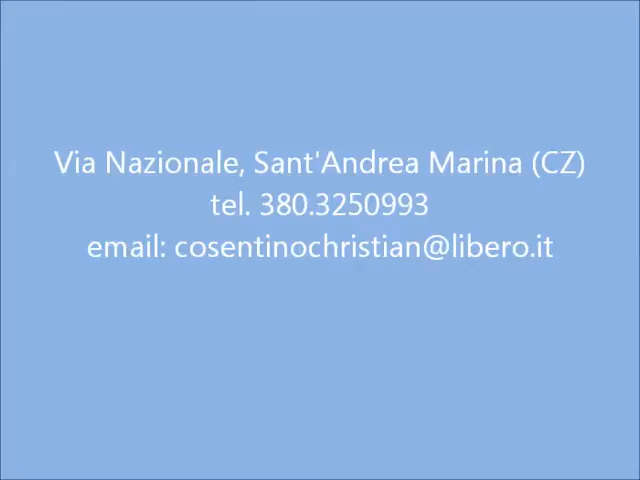 Via Nazionale, Sant'Andrea Marina (CZ)
tel. 380.3250993
email: cosentinochristian@libero.it